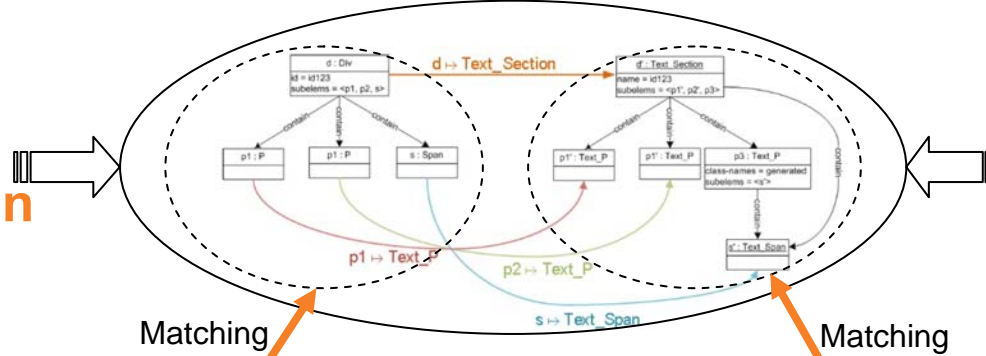 d : Div
id = id123
subelems = <p1, p2, s>
d ↦ Text_Section
d' : Text_Section
name = id123
subelems = <p1', p2', p3>
contain
contain
contain
contain
contain
contain
p1 : P
p1 : P
s : Span
p1' : Text_P
p1' : Text_P
p3 : Text_P
class-names = generated
subelems = <s'>
contain
contain
n
s' : Text_Span
p1 ↦ Text_P
p2 ↦ Text_P
s ↦ Text_Span
Matching
Matching